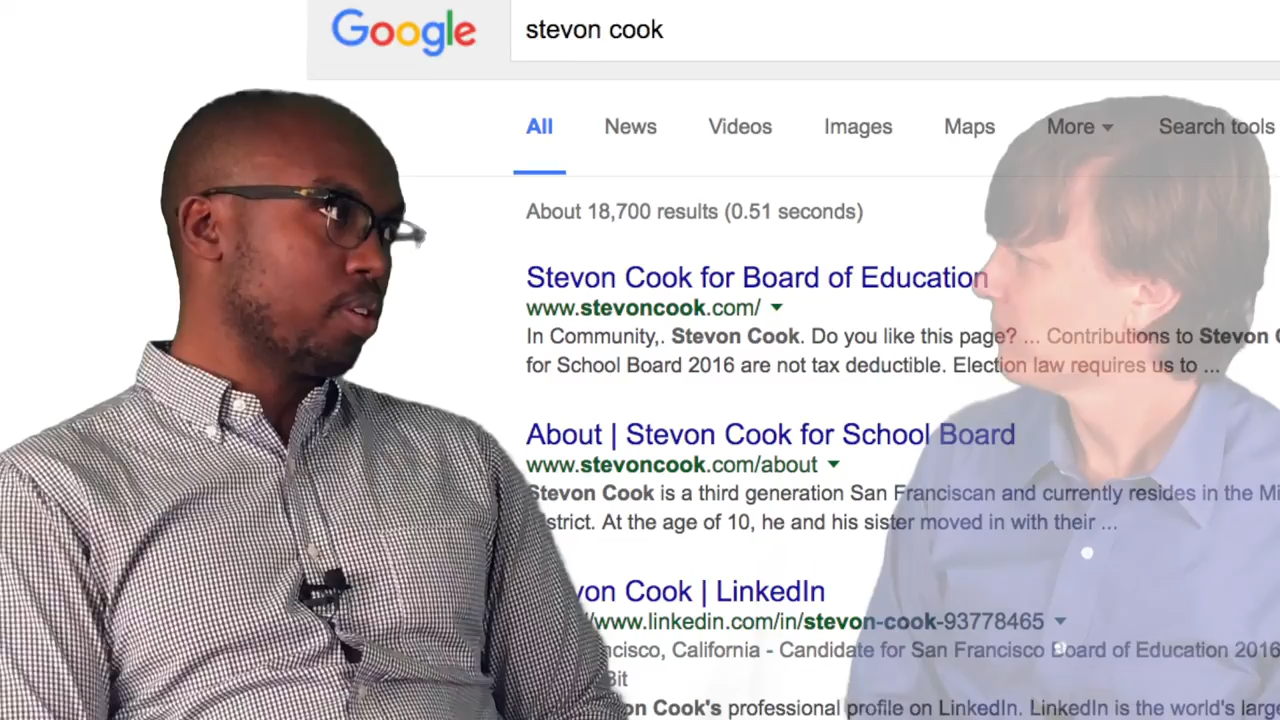 Google
stevon cook
All News Videos Images Maps More Search tools
About 18,700 results (0.51 seconds)
Stevon Cook for Board of Education
www.stevoncook.com/
In Community,. Stevon Cook. Do you like this page? ... Contributions to Stevon
for School Board 2016 are not tax deductible. Election law requires us to ...
About | Stevon Cook for School Board
www.stevoncook.com/about
Stevon Cook is a third generation San Franciscan and currently resides in the
At the age of 10, he and his sister moved in with their ...
Cook | LinkedIn
www.linkedin.com/in/stevon-cook-93778465
California - Candidate for San Francisco Board of Education 2016
Cook's professional profile on LinkedIn. LinkedIn is the world's